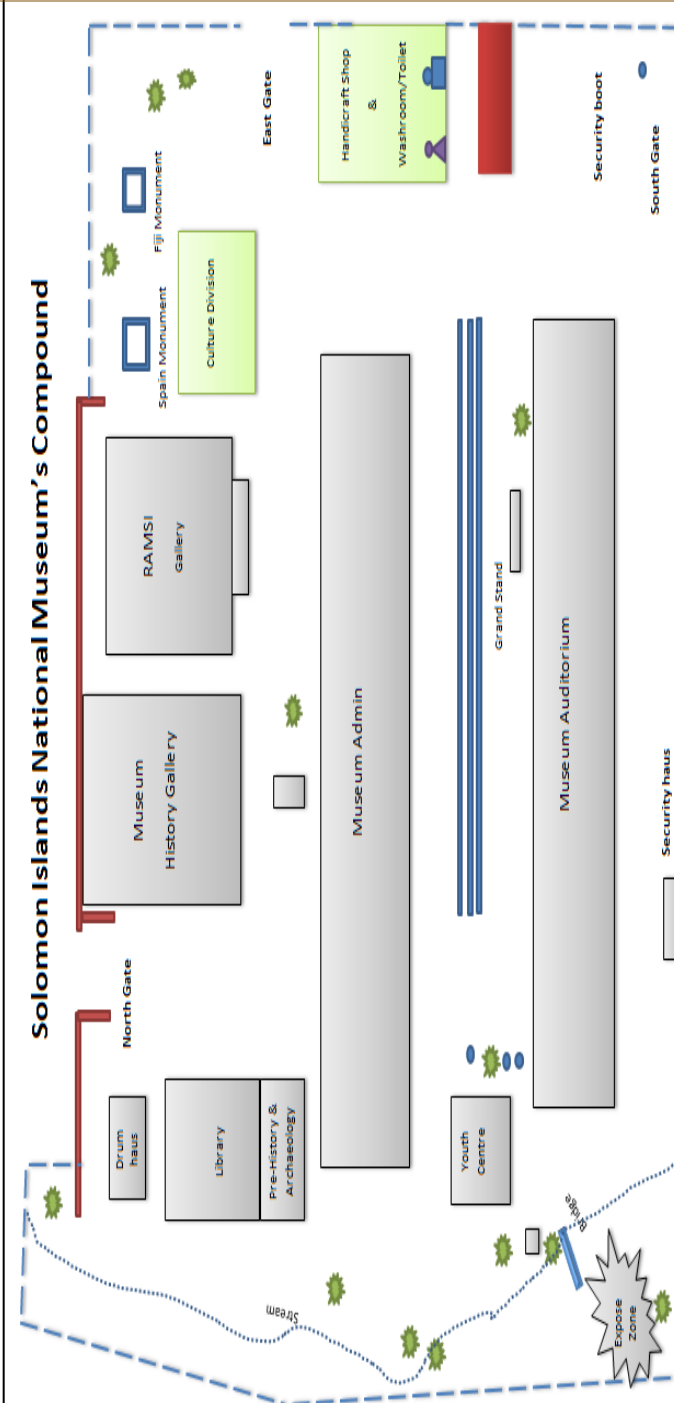 Solomon Islands National Museum's Compound
North Gate
Drum
haus
Library
Pre-History &
Archaeology
Museum
History Gallery
RAMSI
Gallery
Spain Monument
Fiji Monument
Culture Division
East Gate
Handicraft Shop
&
Washroom/Toilet
Museum Admin
Stream
Youth
Centre
Grand Stand
Museum Auditorium
Bridge
Expose
Zone
Security haus
Security boot
South Gate